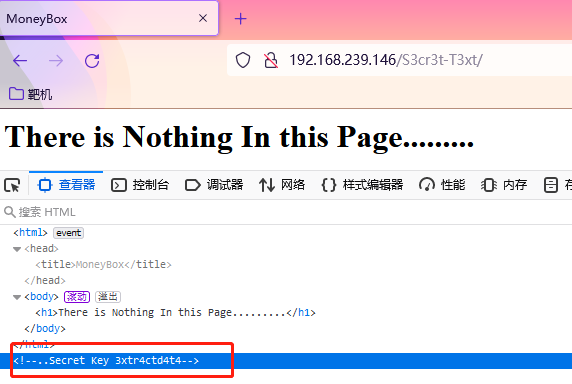 MoneyBox
192.168.239.146/S3cr3t-T3xt/
靶机
There is Nothing In this Page.........
查看器 控制台 调试器 网络 样式编辑器 性能 内存 存
搜索 HTML
<html> event
<head>
<title>MoneyBox</title>
</head>
<body> 滚动 溢出
<h1>There is Nothing In this Page.........</h1>
</body>
</html>
<!--..Secret Key 3xtr4ctd4t4-->